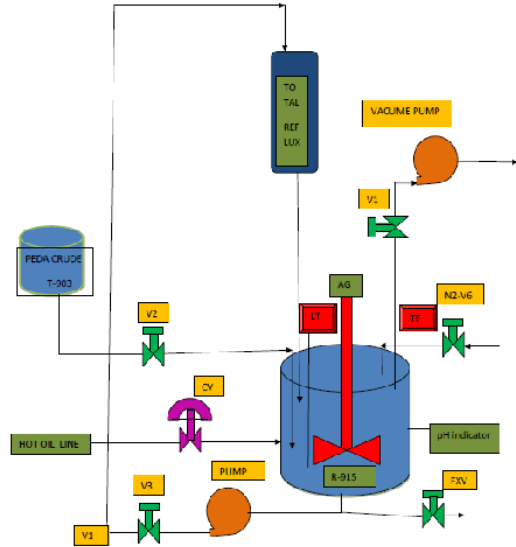 TO
TAL
REF
LUX
VACUME PUMP
V1
PEDA CRUDE
T-903
AG
N2-V6
V2
LT
TT
CV
HOT OIL LINE
pH indicator
PUMP
R-915
V3
FXV
V1